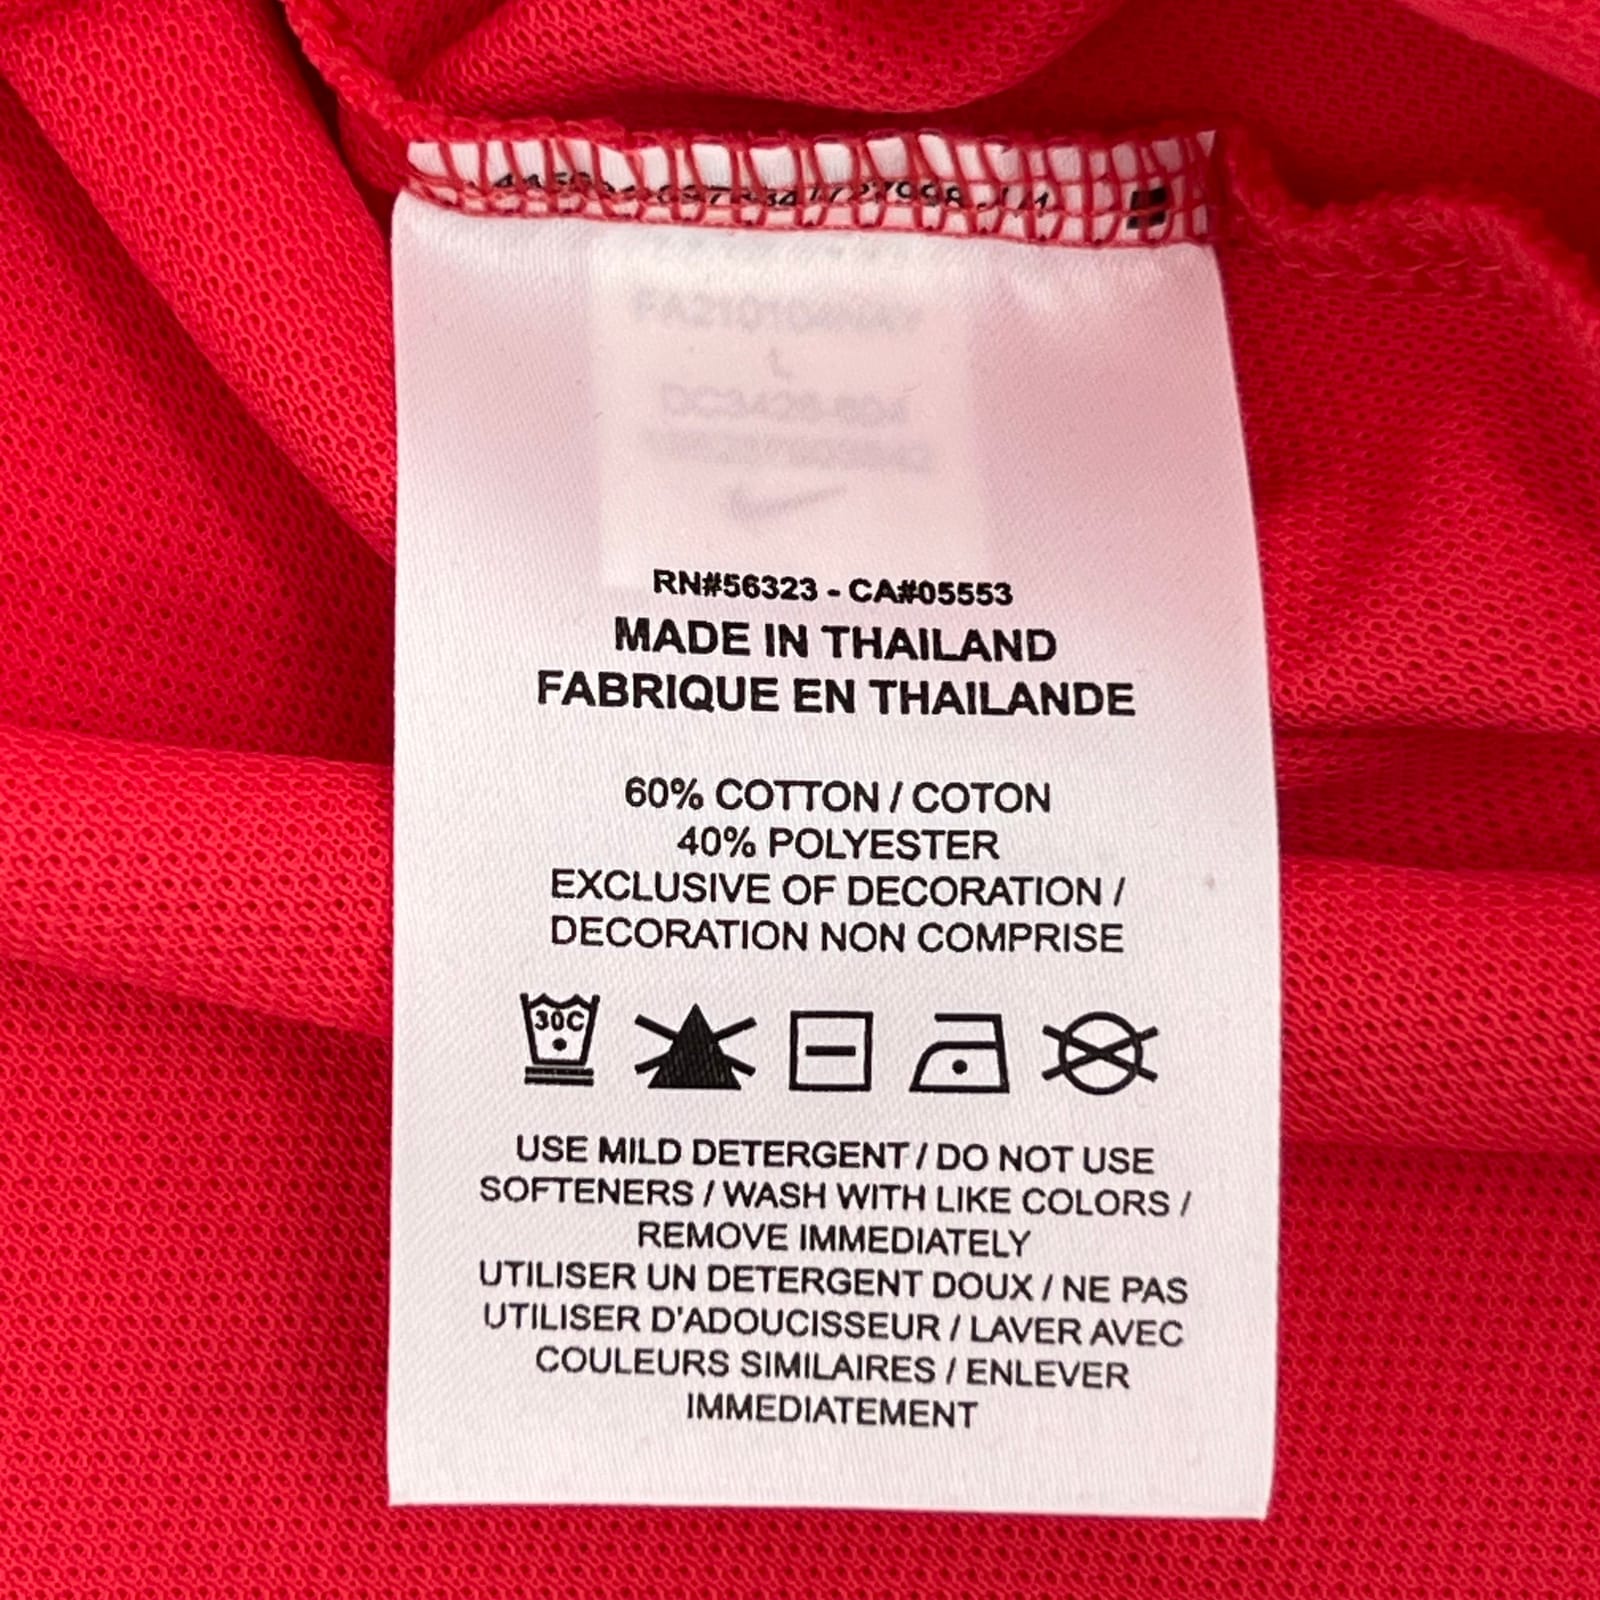 RN#56323 - CA#05553
MADE IN THAILAND
FABRIQUE EN THAILANDE
60% COTTON / COTON
40% POLYESTER
EXCLUSIVE OF DECORATION /
DECORATION NON COMPRISE
30C
USE MILD DETERGENT / DO NOT USE
SOFTENERS / WASH WITH LIKE COLORS /
REMOVE IMMEDIATELY
UTILISER UN DETERGENT DOUX / NE PAS
UTILISER D'ADOUCISSEUR / LAVER AVEC
COULEURS SIMILAIRES / ENLEVER
IMMEDIATEMENT